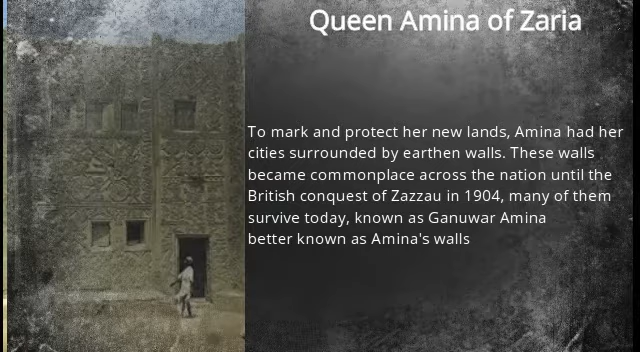 Queen Amina of Zaria
To mark and protect her new lands, Amina had her
cities surrounded by earthen walls. These walls
became commonplace across the nation until the
British conquest of Zazzau in 1904, many of them
survive today, known as Ganuwar Amina
better known as Amina's walls